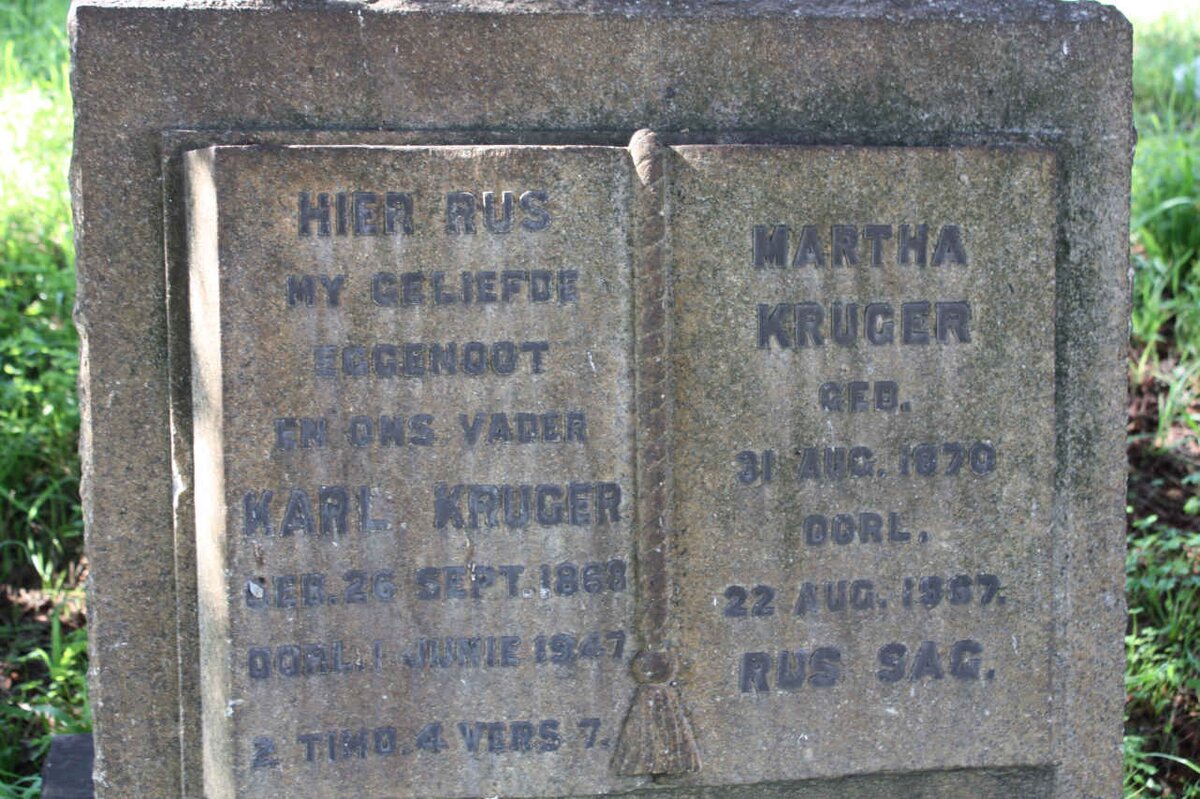 HIER RUS
MY GELIEFDE
EGGENOOT
EN ONS VADER
KARL KRUGER
GEB. 26 SEPT. 1868
OORL. 1 JUNIE 1947
2 TIMO. 4 VERS 7.
MARTHA
KRUGER
GEB.
31 AUG. 1870
OORL.
22 AUG. 1957.
RUS SAG.